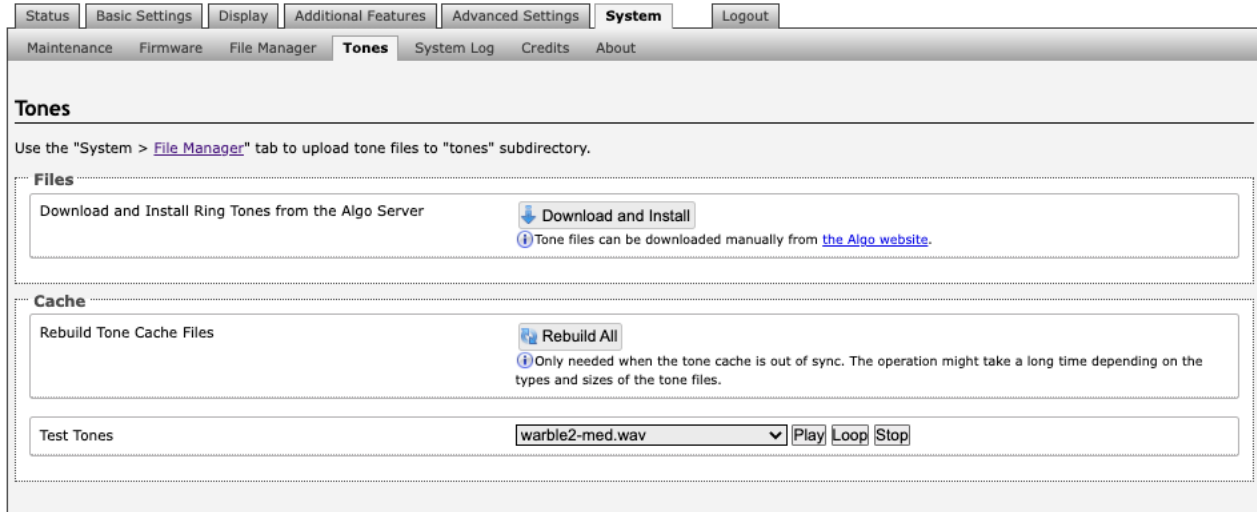 Status Basic Settings Display Additional Features Advanced Settings System Logout
Maintenance Firmware File Manager Tones System Log Credits About
Tones
Use the "System > File Manager" tab to upload tone files to "tones" subdirectory.
Files
Download and Install Ring Tones from the Algo Server Download and Install
Tone files can be downloaded manually from the Algo website.
Cache
Rebuild Tone Cache Files Rebuild All
Only needed when the tone cache is out of sync. The operation might take a long time depending on the
types and sizes of the tone files.
Test Tones warble2-med.wav Play Loop Stop